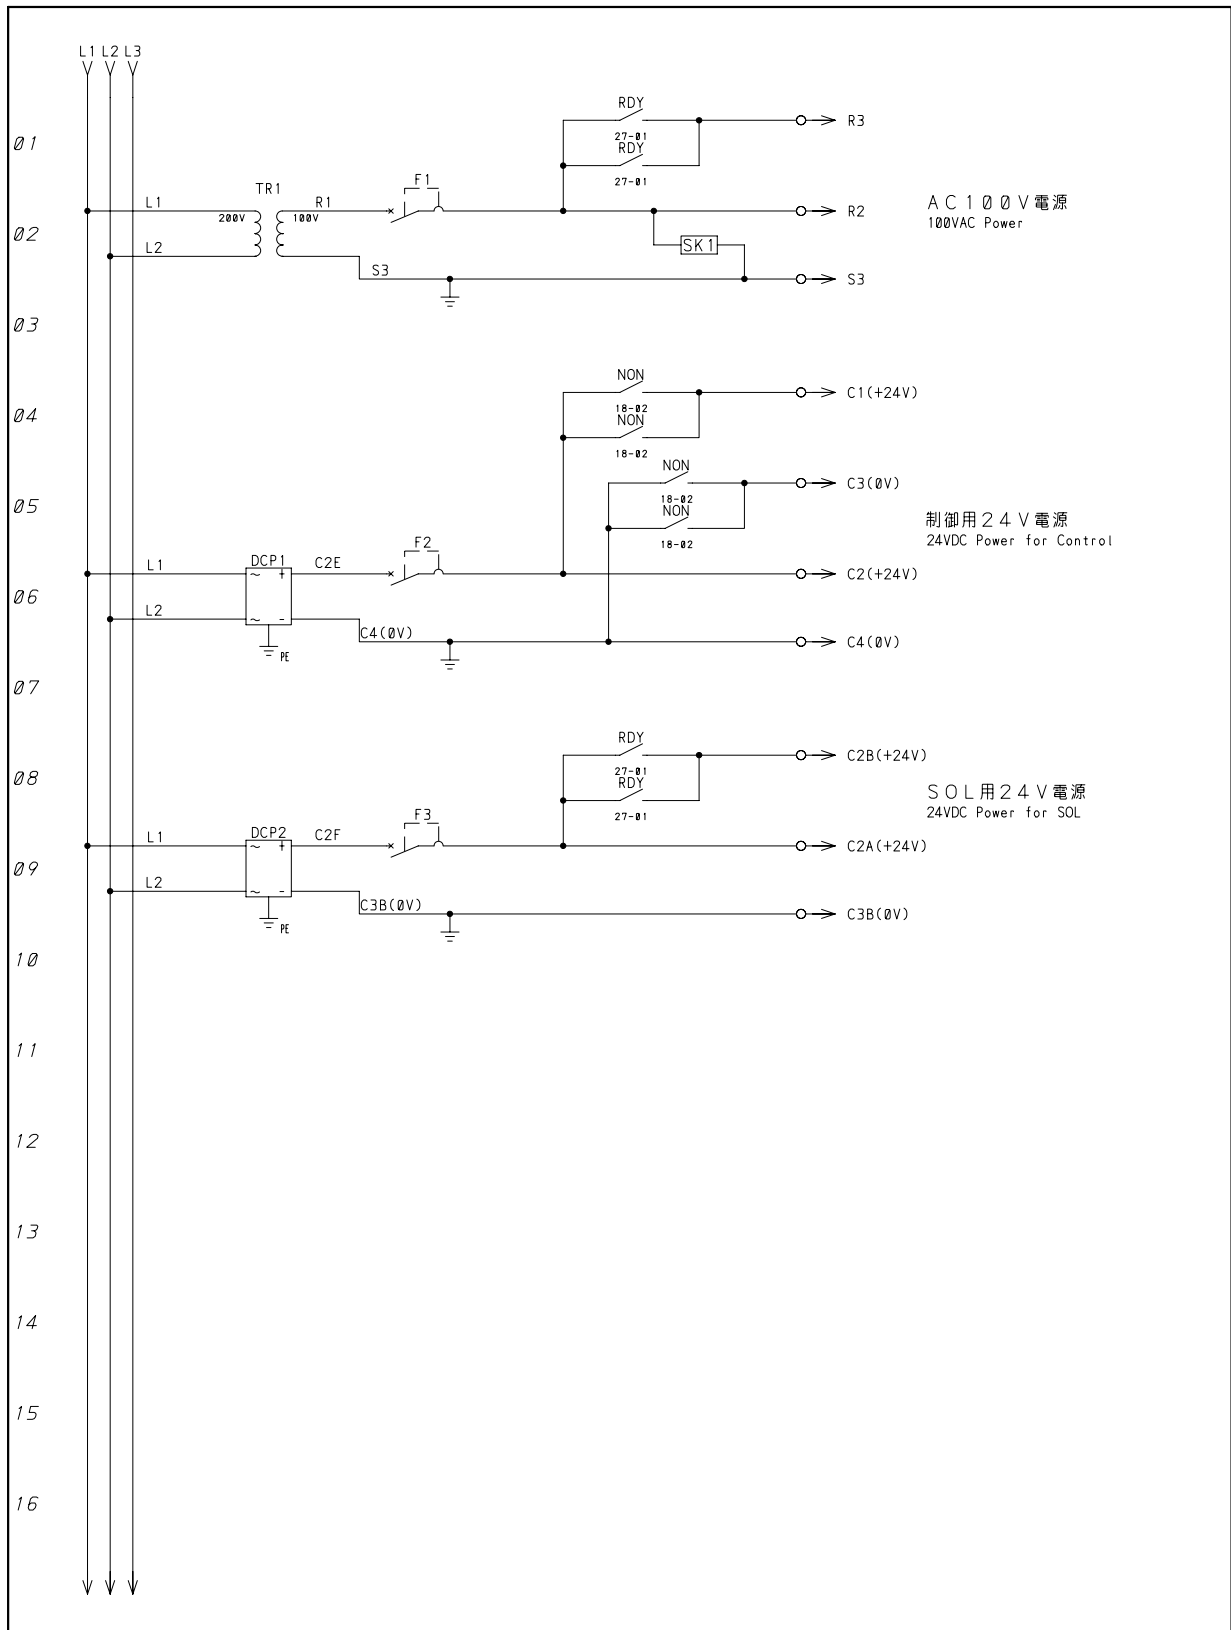 L1 L2 L3
RDY
R3
27-01
01
RDY
27-01
TR1
F1
L1
200V
R1
100V
R2
AC100V電源
100VAC Power
02
L2
SK1
S3
S3
03
NON
C1(+24V)
18-02
04
NON
18-02
NON
C3(0V)
18-02
05
NON
18-02
制御用24V電源
24VDC Power for Control
F2
L1
DCP1
~ +
C2E
C2(+24V)
06
L2
~ -
C4(0V)
C4(0V)
PE
07
RDY
C2B(+24V)
27-01
08
RDY
27-01
SOL用24V電源
24VDC Power for SOL
F3
L1
DCP2
~ +
C2F
C2A(+24V)
09
L2
~ -
C3B(0V)
C3B(0V)
PE
10
11
12
13
14
15
16